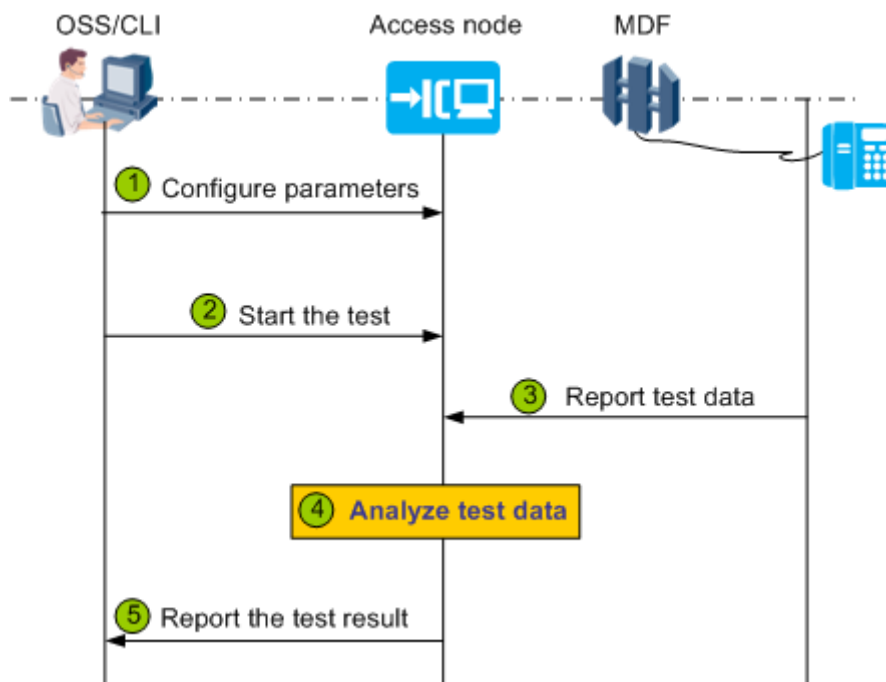 OSS/CLI
Access node
MDF
1 Configure parameters
2 Start the test
3 Report test data
4 Analyze test data
5 Report the test result